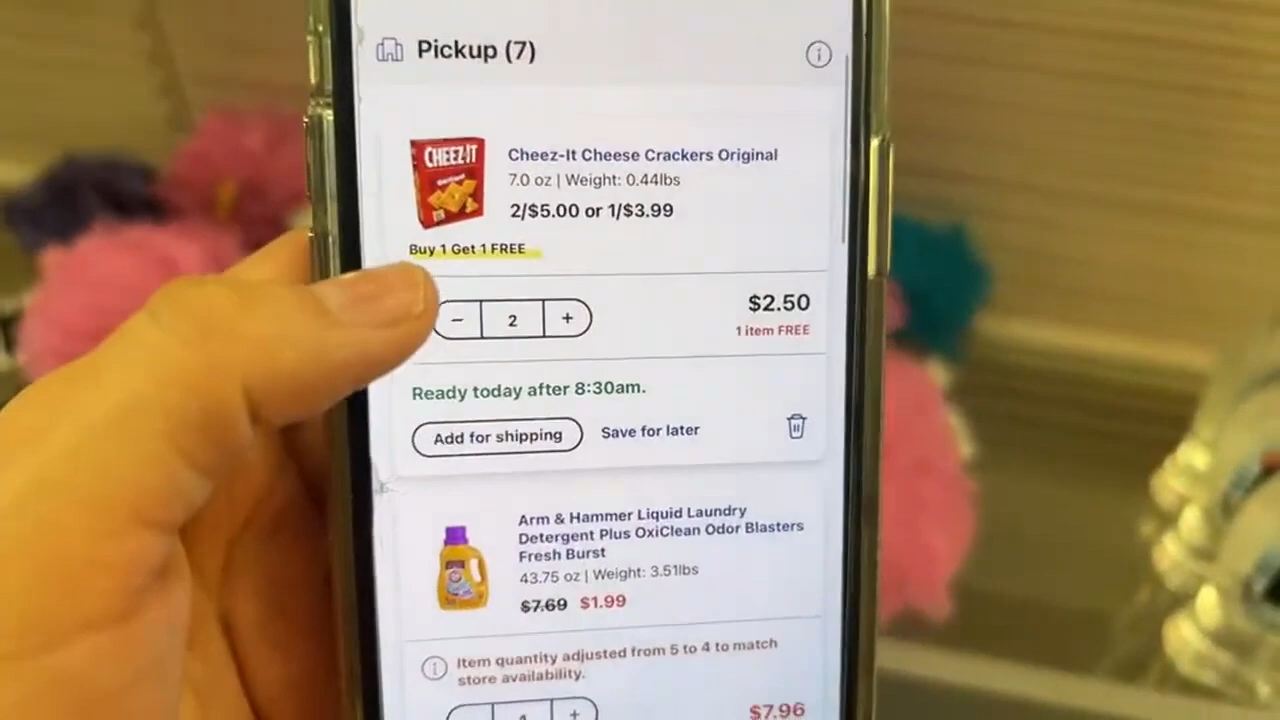 Pickup (7)
CHEEZ-IT
Cheez-It Cheese Crackers Original
7.0 oz | Weight: 0.44lbs
2/$5.00 or 1/$3.99
Buy 1 Get 1 FREE
− 2 +
$2.50
1 item FREE
Ready today after 8:30am.
Add for shipping
Save for later
Arm & Hammer Liquid Laundry
Detergent Plus OxiClean Odor Blasters
Fresh Burst
43.75 oz | Weight: 3.51lbs
$7.69 $1.99
Item quantity adjusted from 5 to 4 to match
store availability.
$7.96